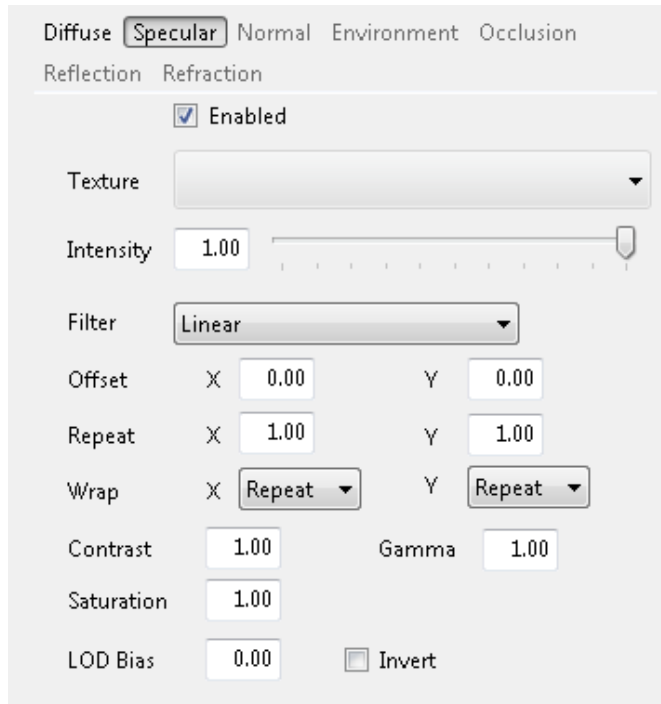 Diffuse Specular Normal Environment Occlusion
Reflection Refraction
Enabled
Texture
Intensity 1.00
Filter Linear
Offset X 0.00 Y 0.00
Repeat X 1.00 Y 1.00
Wrap X Repeat Y Repeat
Contrast 1.00 Gamma 1.00
Saturation 1.00
LOD Bias 0.00 Invert